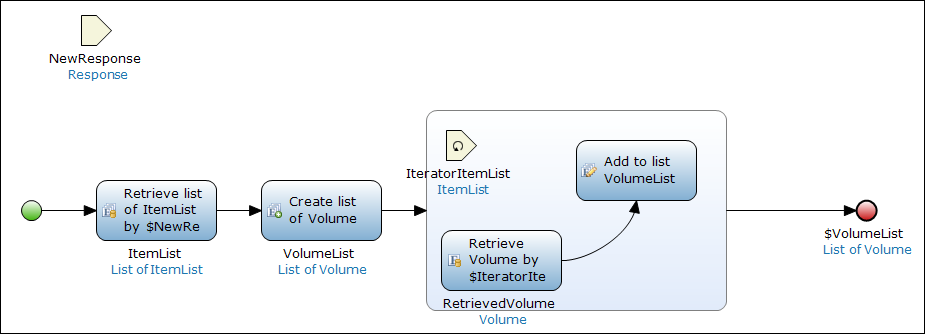 NewResponse
Response
Retrieve list
of ItemList
by $NewRe
ItemList
List of ItemList
Create list
of Volume
VolumeList
List of Volume
IteratorItemList
ItemList
Add to list
VolumeList
Retrieve
Volume by
$IteratorIte
RetrievedVolume
Volume
$VolumeList
List of Volume